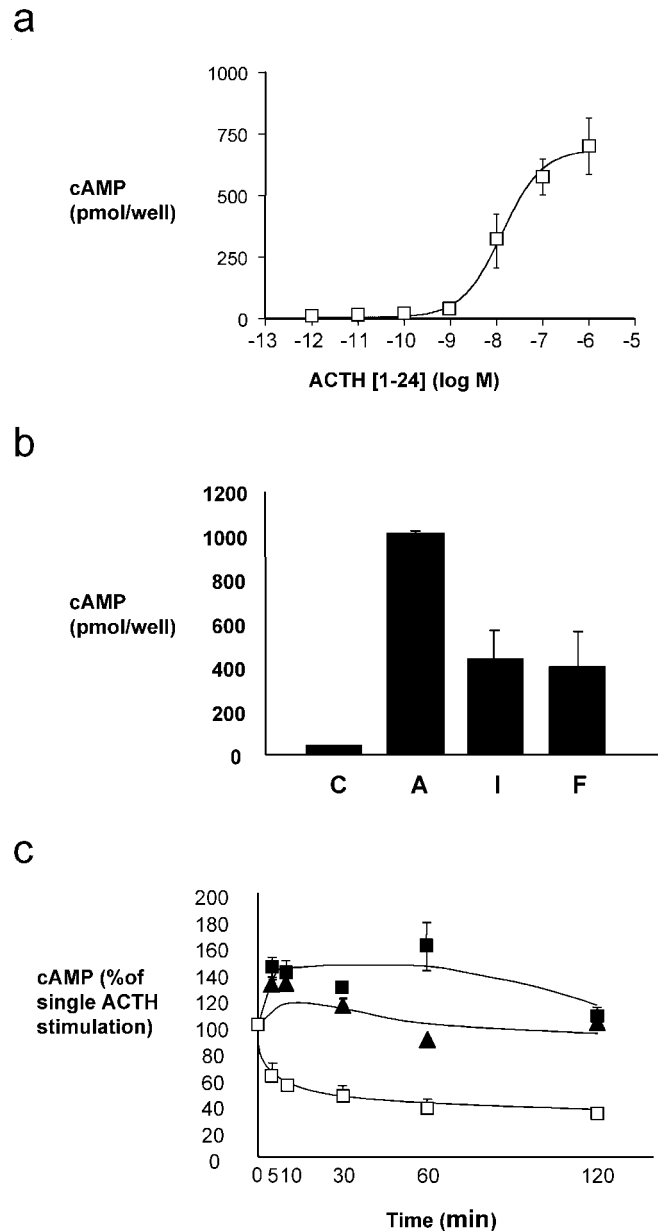 a
1000
750
500
250
0
cAMP
(pmol/well)
-13 -12 -11 -10 -9 -8 -7 -6 -5
ACTH [1-24] (log M)
b
1200
1000
800
600
400
200
0
cAMP
(pmol/well)
C A I F
c
200
180
160
140
120
100
80
60
40
20
0
cAMP (%of
single ACTH
stimulation)
0 510 30 60 120
Time (min)